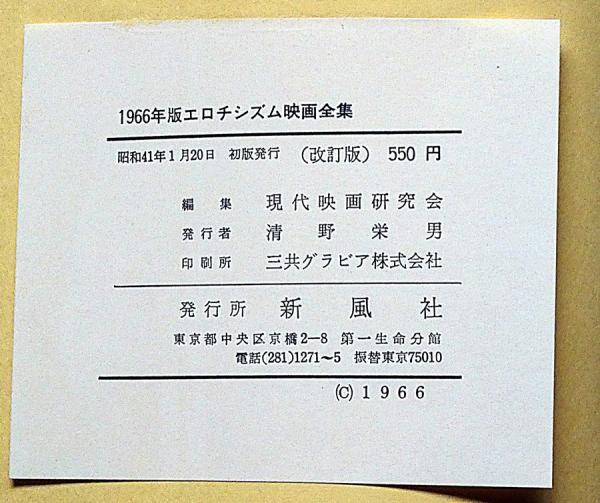 1966年版エロチシズム映画全集
昭和41年1月20日 初版発行 （改訂版） 550 円
編集 現代映画研究会
発行者 清野栄男
印刷所 三共グラビア株式会社
発行所 新風社
東京都中央区京橋2—8 第一生命分館
電話(281)1271〜5 振替東京75010
(C) 1966